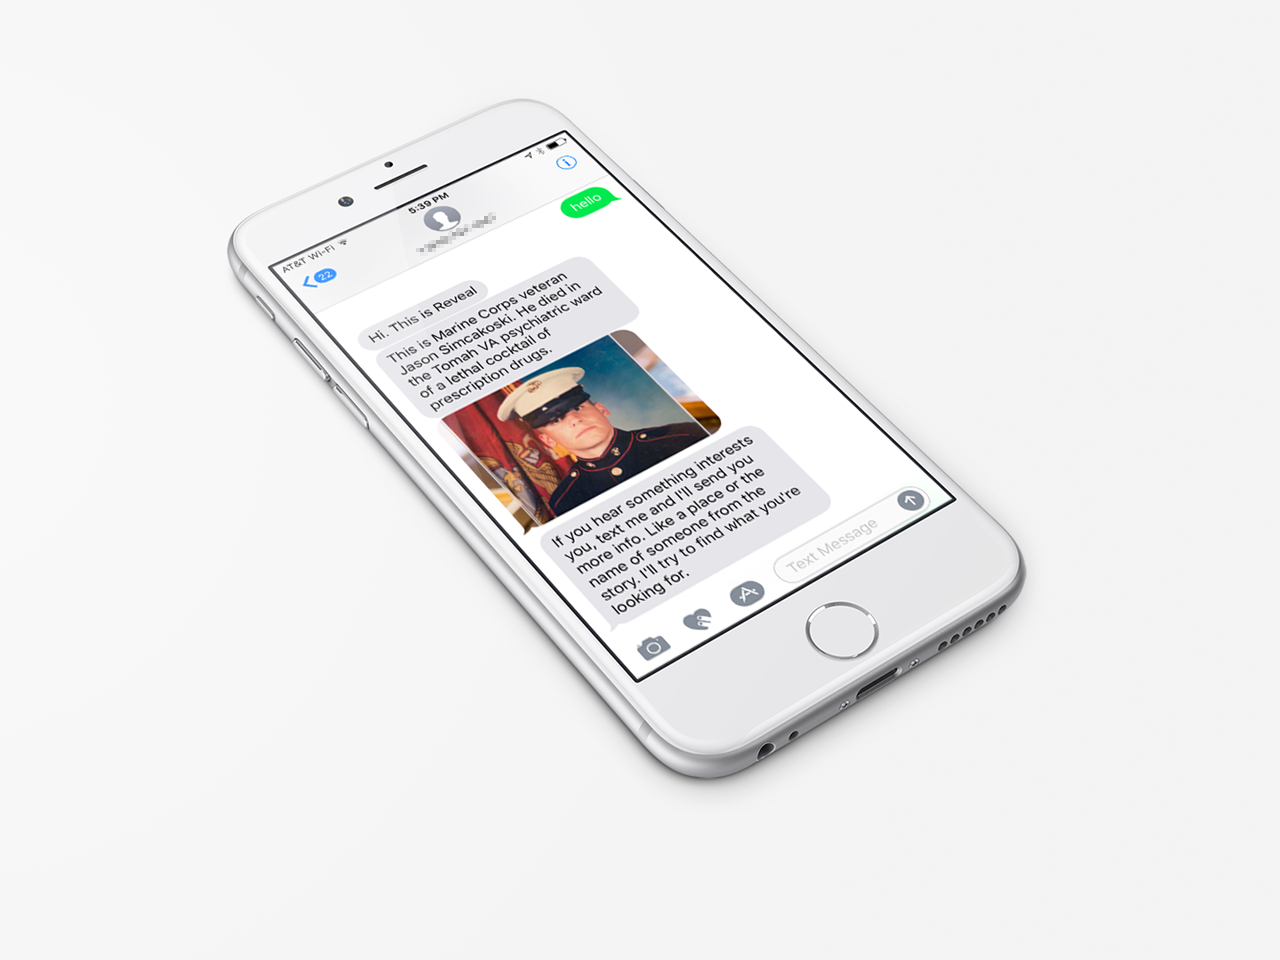 AT&T Wi-Fi
5:39 PM
22
hello
Hi. This is Reveal
This is Marine Corps veteran
Jason Simcakoski. He died in
the Tomah VA psychiatric ward
of a lethal cocktail of
prescription drugs.
If you hear something interests
you, text me and I'll send you
more info. Like a place or the
name of someone from the
story. I'll try to find what you're
looking for.
Text Message